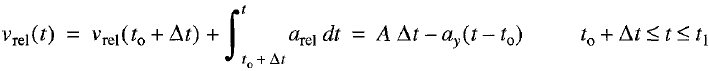 v_rel(t) = v_rel(t_o + Δt) + ∫_{t_o + Δt}^{t} a_rel dt = A Δt − a_y(t − t_o)    t_o + Δt ≤ t ≤ t_1